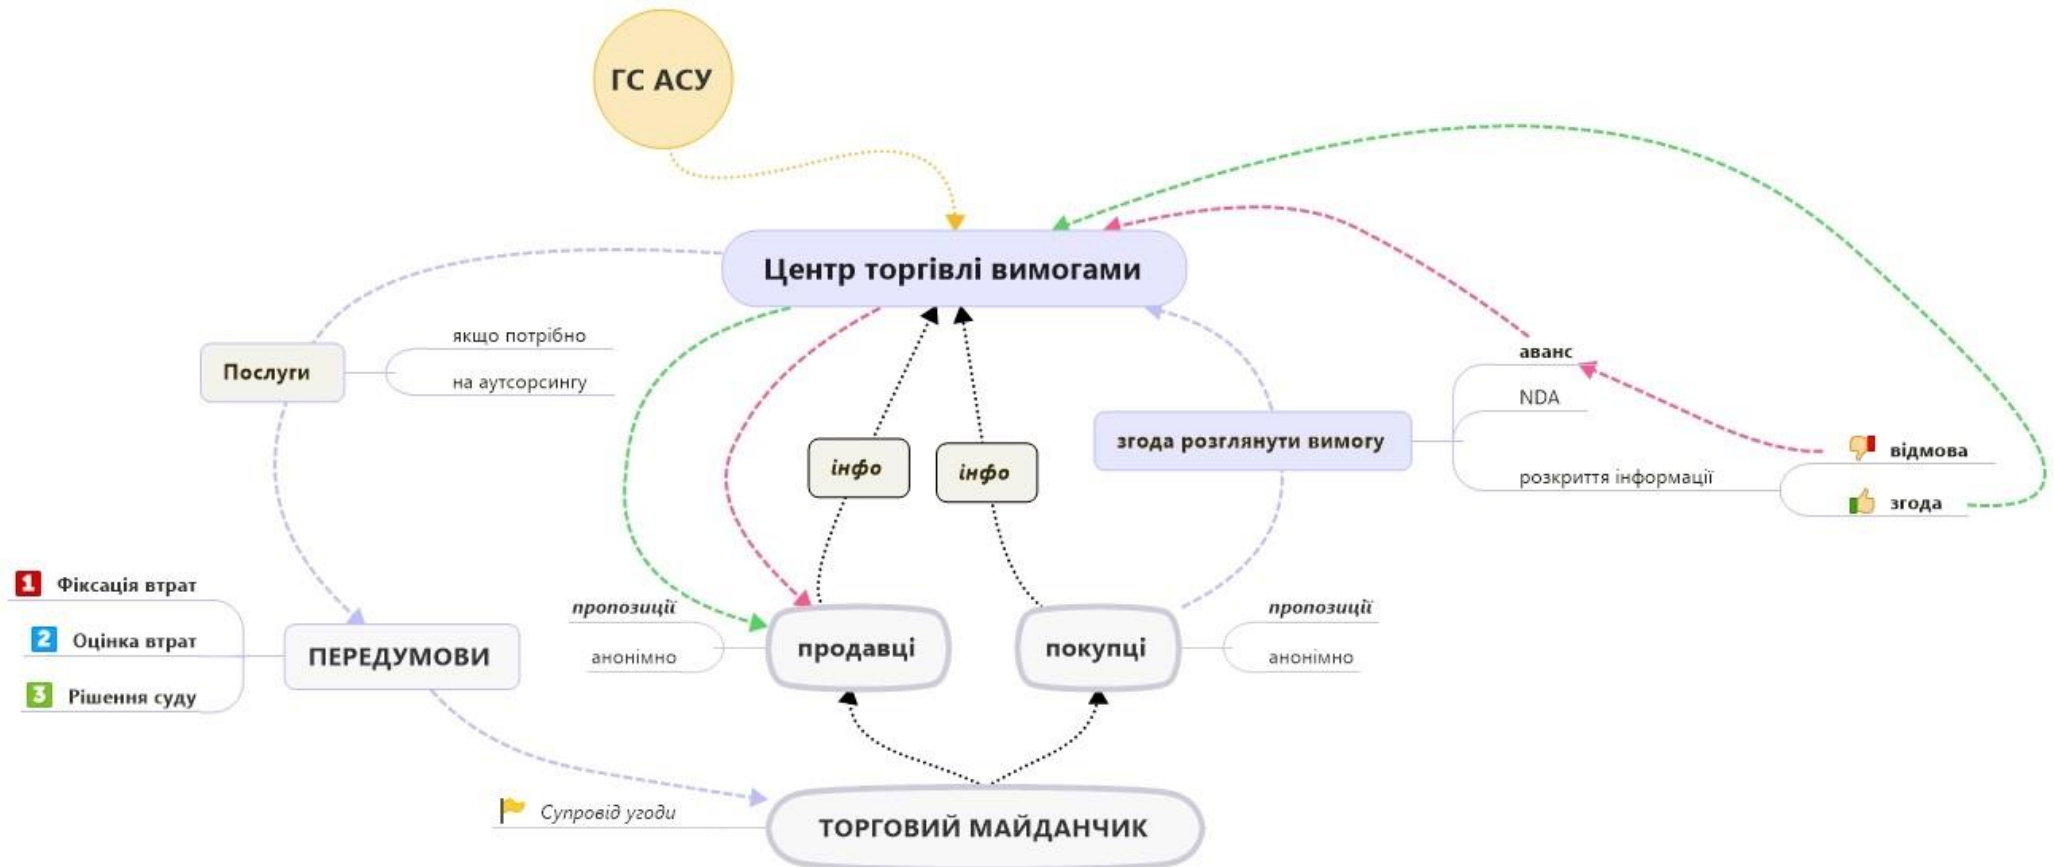 ГС АСУ
Центр торгівлі вимогами
Послуги
якщо потрібно
на аутсорсингу
інфо
інфо
згода розглянути вимогу
аванс
NDA
розкриття інформації
відмова
згода
1 Фіксація втрат
2 Оцінка втрат
3 Рішення суду
ПЕРЕДУМОВИ
пропозиції
анонімно
продавці
покупці
пропозиції
анонімно
Супровід угоди
ТОРГОВИЙ МАЙДАНЧИК